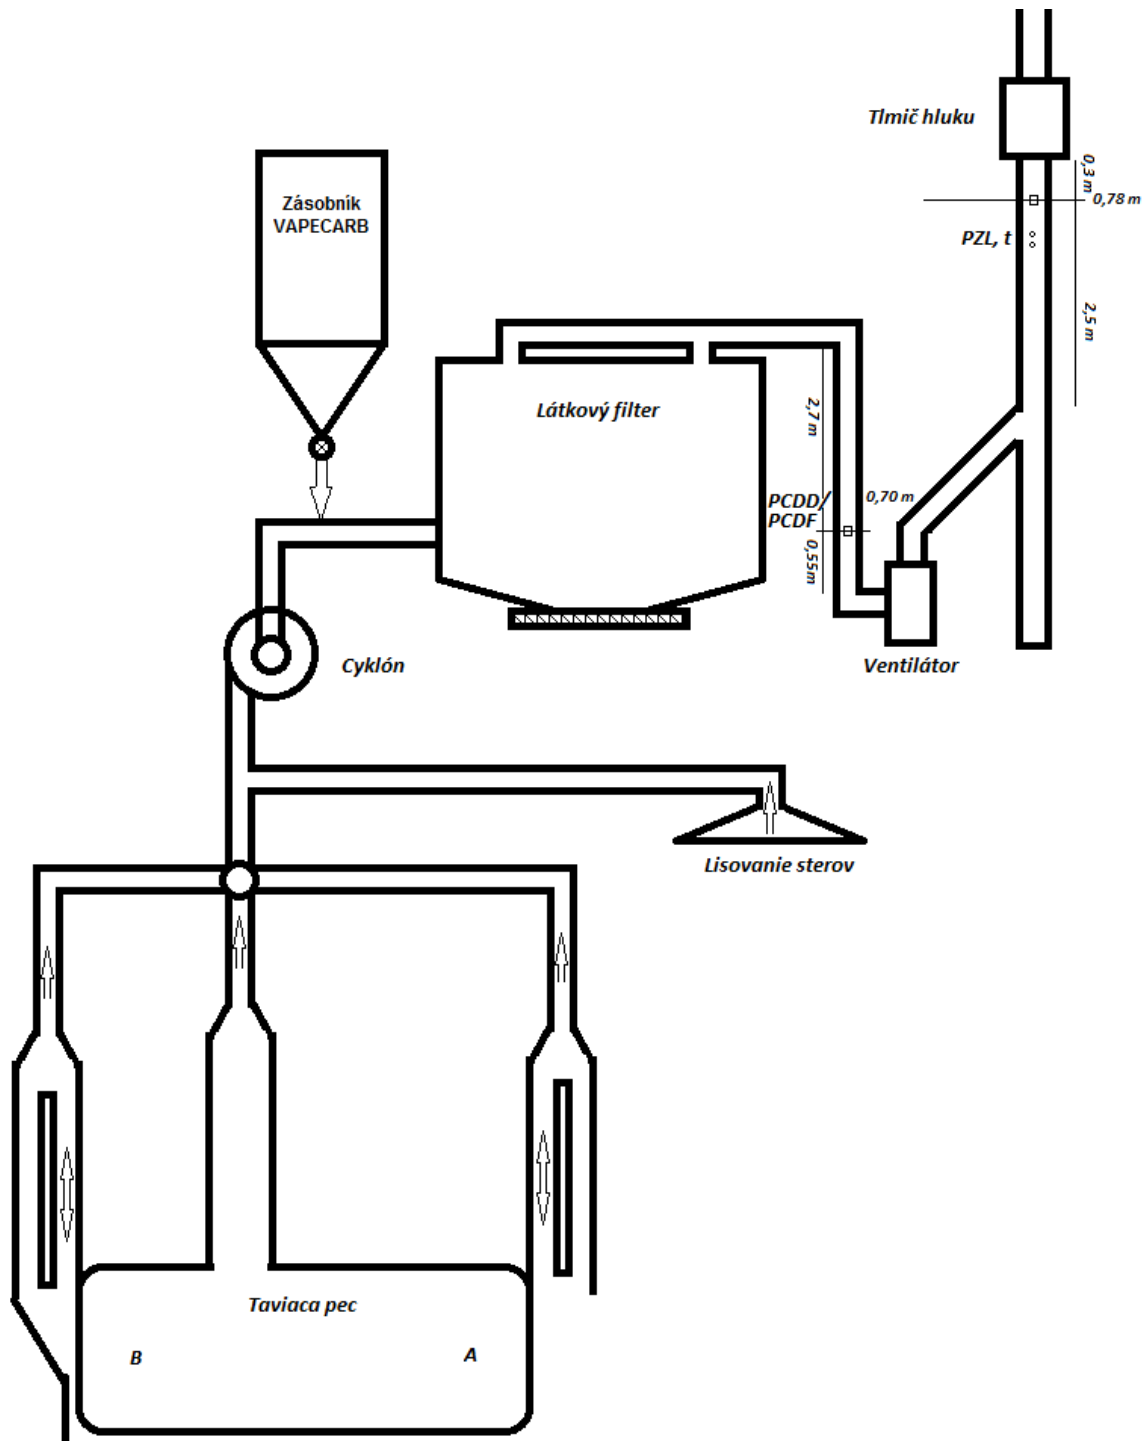 Tlmič hluku
0,3 m
0,78 m
PZL, t
2,5 m
Zásobník
VAPECARB
Látkový filter
2,7 m
0,70 m
PCDD/
PCDF
0,55m
Ventilátor
Cyklón
Lisovanie sterov
Taviaca pec
B
A